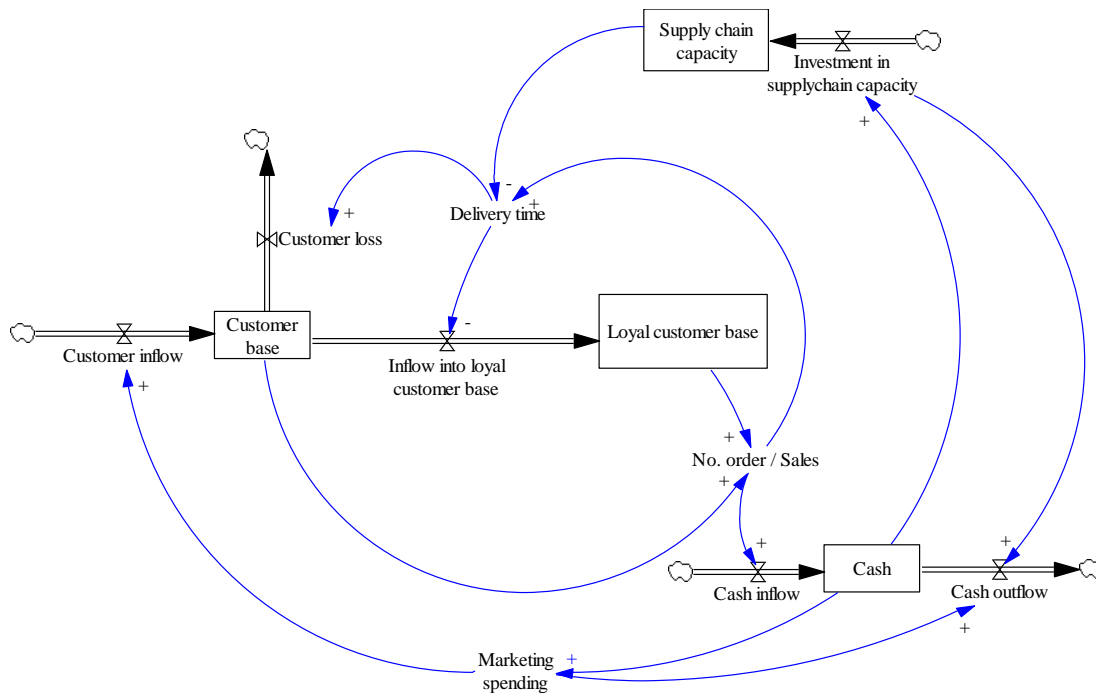 Supply chain
capacity
Investment in
supplychain capacity
+
-
+
Delivery time
+
Customer loss
Customer
base
Customer inflow
+
-
Inflow into loyal
customer base
Loyal customer base
+
No. order / Sales
+
+
Cash inflow
Cash
+
Cash outflow
+
Marketing
spending
+